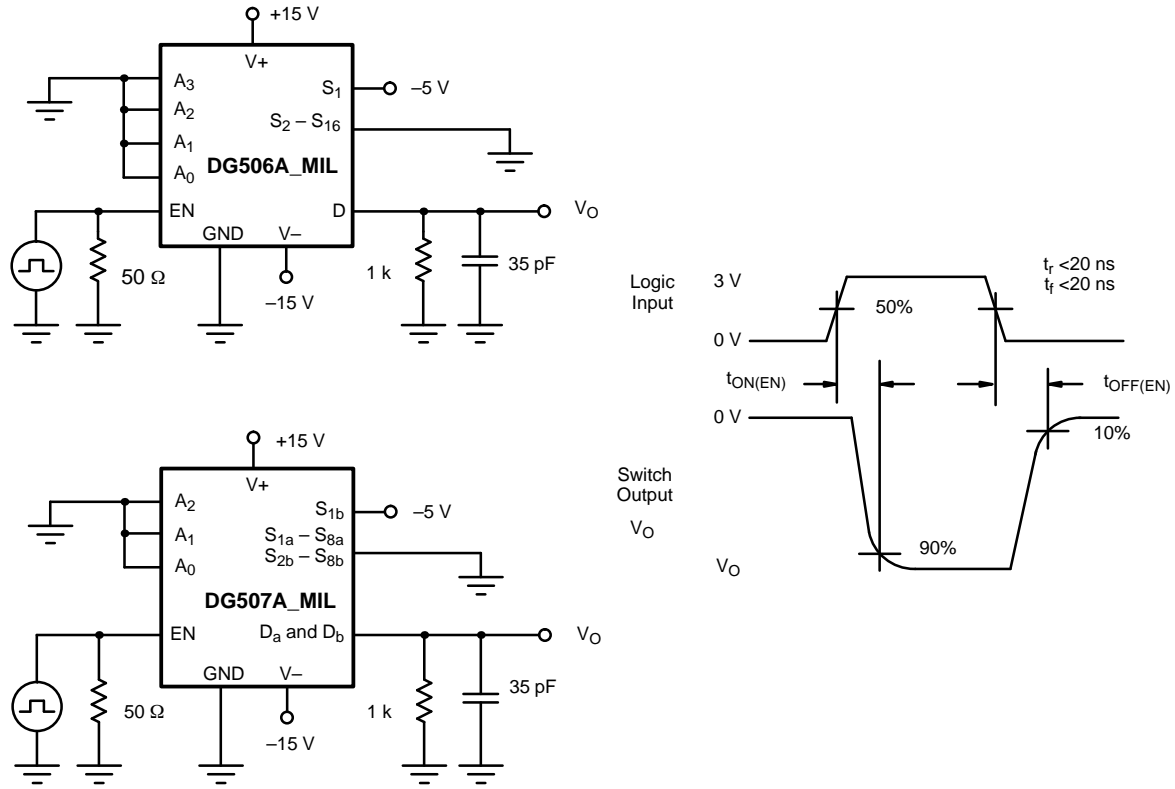 +15 V
V+
A3
A2
A1
A0
S1
–5 V
S2 – S16
DG506A_MIL
EN
D
VO
GND
V–
50 Ω
–15 V
1 k
35 pF
Logic
Input
3 V
0 V
50%
tr <20 ns
tf <20 ns
tON(EN)
tOFF(EN)
0 V
10%
Switch
Output
VO
VO
90%
+15 V
V+
A2
A1
A0
S1b
–5 V
S1a – S8a
S2b – S8b
DG507A_MIL
EN
Da and Db
VO
GND
V–
50 Ω
–15 V
1 k
35 pF